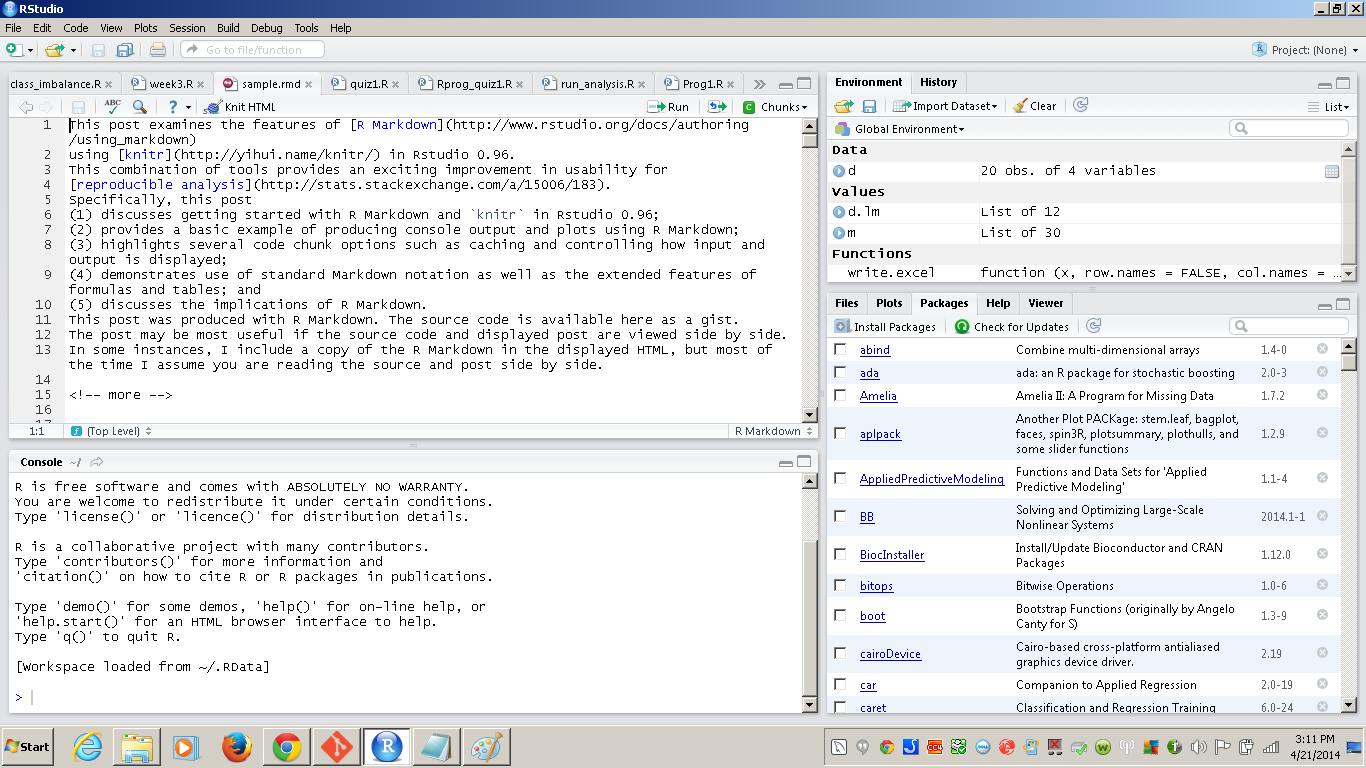 RStudio
File Edit Code View Plots Session Build Debug Tools Help
Go to file/function
Project: (None)
class_imbalance.R
week3.R
sample.rmd
quiz1.R
Rprog_quiz1.R
run_analysis.R
Prog1.R
ABC
Knit HTML
Run
Chunks
1 This post examines the features of [R Markdown](http://www.rstudio.org/docs/authoring
/using_markdown)
2 using [knitr](http://yihui.name/knitr/) in Rstudio 0.96.
3 This combination of tools provides an exciting improvement in usability for
4 [reproducible analysis](http://stats.stackexchange.com/a/15006/183).
5 Specifically, this post
6 (1) discusses getting started with R Markdown and `knitr` in Rstudio 0.96;
7 (2) provides a basic example of producing console output and plots using R Markdown;
8 (3) highlights several code chunk options such as caching and controlling how input and
output is displayed;
9 (4) demonstrates use of standard Markdown notation as well as the extended features of
formulas and tables; and
10 (5) discusses the implications of R Markdown.
11 This post was produced with R Markdown. The source code is available here as a gist.
12 The post may be most useful if the source code and displayed post are viewed side by side.
13 In some instances, I include a copy of the R Markdown in the displayed HTML, but most of
the time I assume you are reading the source and post side by side.
14
15 <!-- more -->
16
1:1
(Top Level)
R Markdown
Console ~/
R is free software and comes with ABSOLUTELY NO WARRANTY.
You are welcome to redistribute it under certain conditions.
Type 'license()' or 'licence()' for distribution details.
R is a collaborative project with many contributors.
Type 'contributors()' for more information and
'citation()' on how to cite R or R packages in publications.
Type 'demo()' for some demos, 'help()' for on-line help, or
'help.start()' for an HTML browser interface to help.
Type 'q()' to quit R.
[Workspace loaded from ~/.RData]
>
Environment History
Import Dataset
Clear
List
Global Environment
Data
d 20 obs. of 4 variables
Values
d.lm List of 12
m List of 30
Functions
write.excel function (x, row.names = FALSE, col.names = ...
Files Plots Packages Help Viewer
Install Packages
Check for Updates
abind Combine multi-dimensional arrays 1.4-0
ada ada: an R package for stochastic boosting 2.0-3
Amelia Amelia II: A Program for Missing Data 1.7.2
aplpack Another Plot PACKage: stem.leaf, bagplot,
faces, spin3R, plotsummary, plothulls, and
some slider functions 1.2.9
AppliedPredictiveModeling Functions and Data Sets for 'Applied
Predictive Modeling' 1.1-4
BB Solving and Optimizing Large-Scale
Nonlinear Systems 2014.1-1
BiocInstaller Install/Update Bioconductor and CRAN
Packages 1.12.0
bitops Bitwise Operations 1.0-6
boot Bootstrap Functions (originally by Angelo
Canty for S) 1.3-9
cairoDevice Cairo-based cross-platform antialiased
graphics device driver. 2.19
car Companion to Applied Regression 2.0-19
caret Classification and Regression Training 6.0-24
Start
3:11 PM
4/21/2014